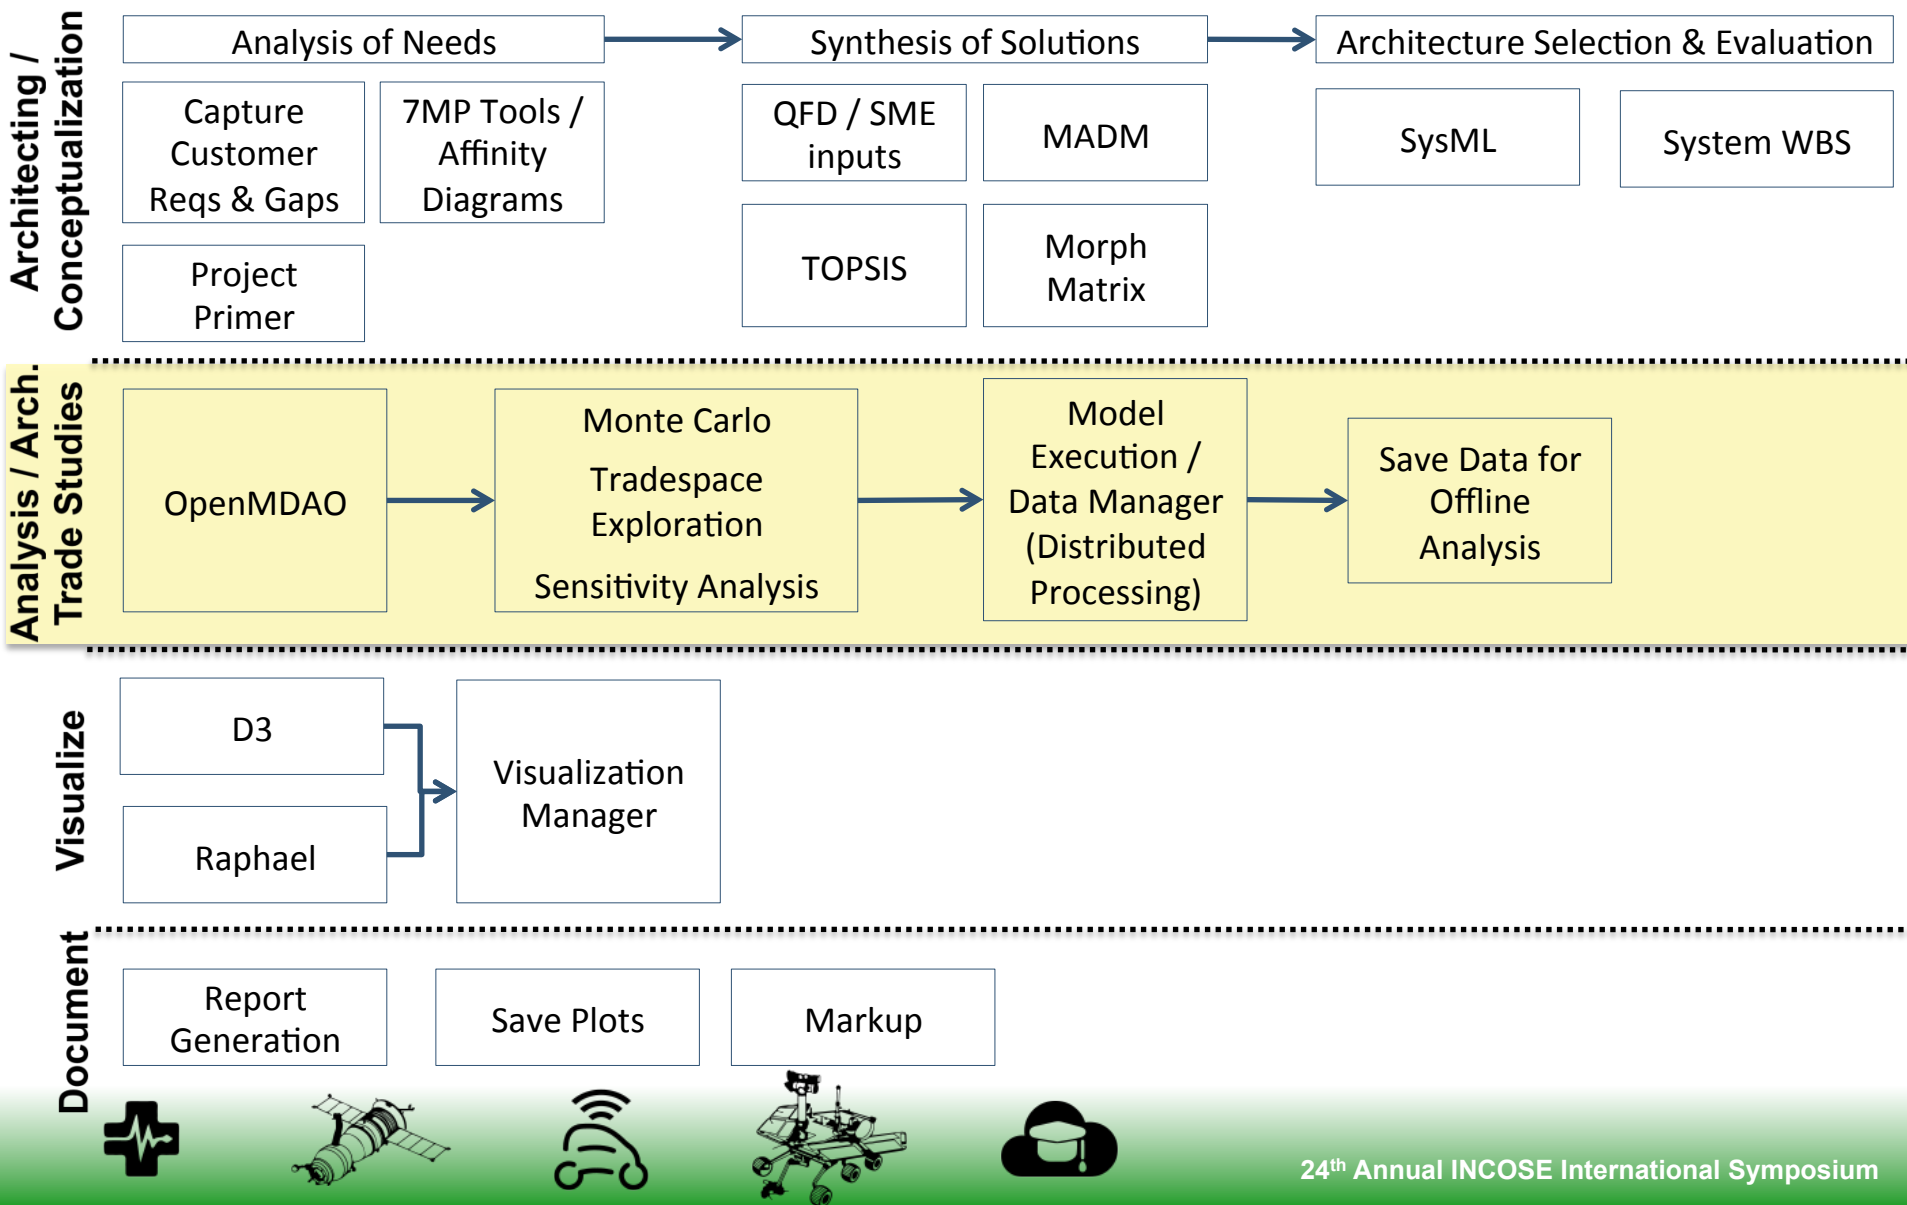 Architecting /
Conceptualization
Analysis of Needs
Synthesis of Solutions
Architecture Selection & Evaluation
Capture
Customer
Reqs & Gaps
7MP Tools /
Affinity
Diagrams
Project
Primer
QFD / SME
inputs
MADM
TOPSIS
Morph
Matrix
SysML
System WBS
Analysis / Arch.
Trade Studies
OpenMDAO
Monte Carlo
Tradespace
Exploration
Sensitivity Analysis
Model
Execution /
Data Manager
(Distributed
Processing)
Save Data for
Offline
Analysis
Visualize
D3
Raphael
Visualization
Manager
Document
Report
Generation
Save Plots
Markup
24th Annual INCOSE International Symposium